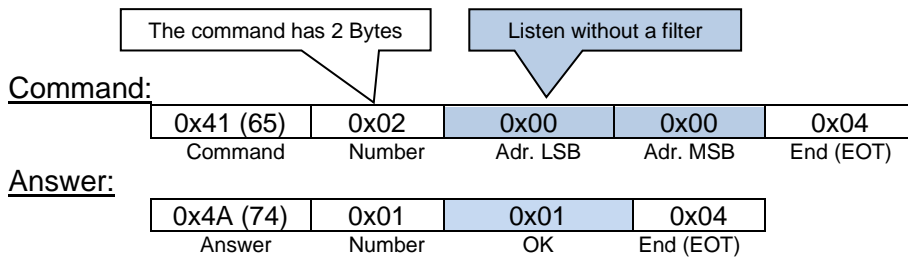 The command has 2 Bytes Listen without a filter
Command:
0x41 (65) 0x02 0x00 0x00 0x04
Command Number Adr. LSB Adr. MSB End (EOT)
Answer:
0x4A (74) 0x01 0x01 0x04
Answer Number OK End (EOT)